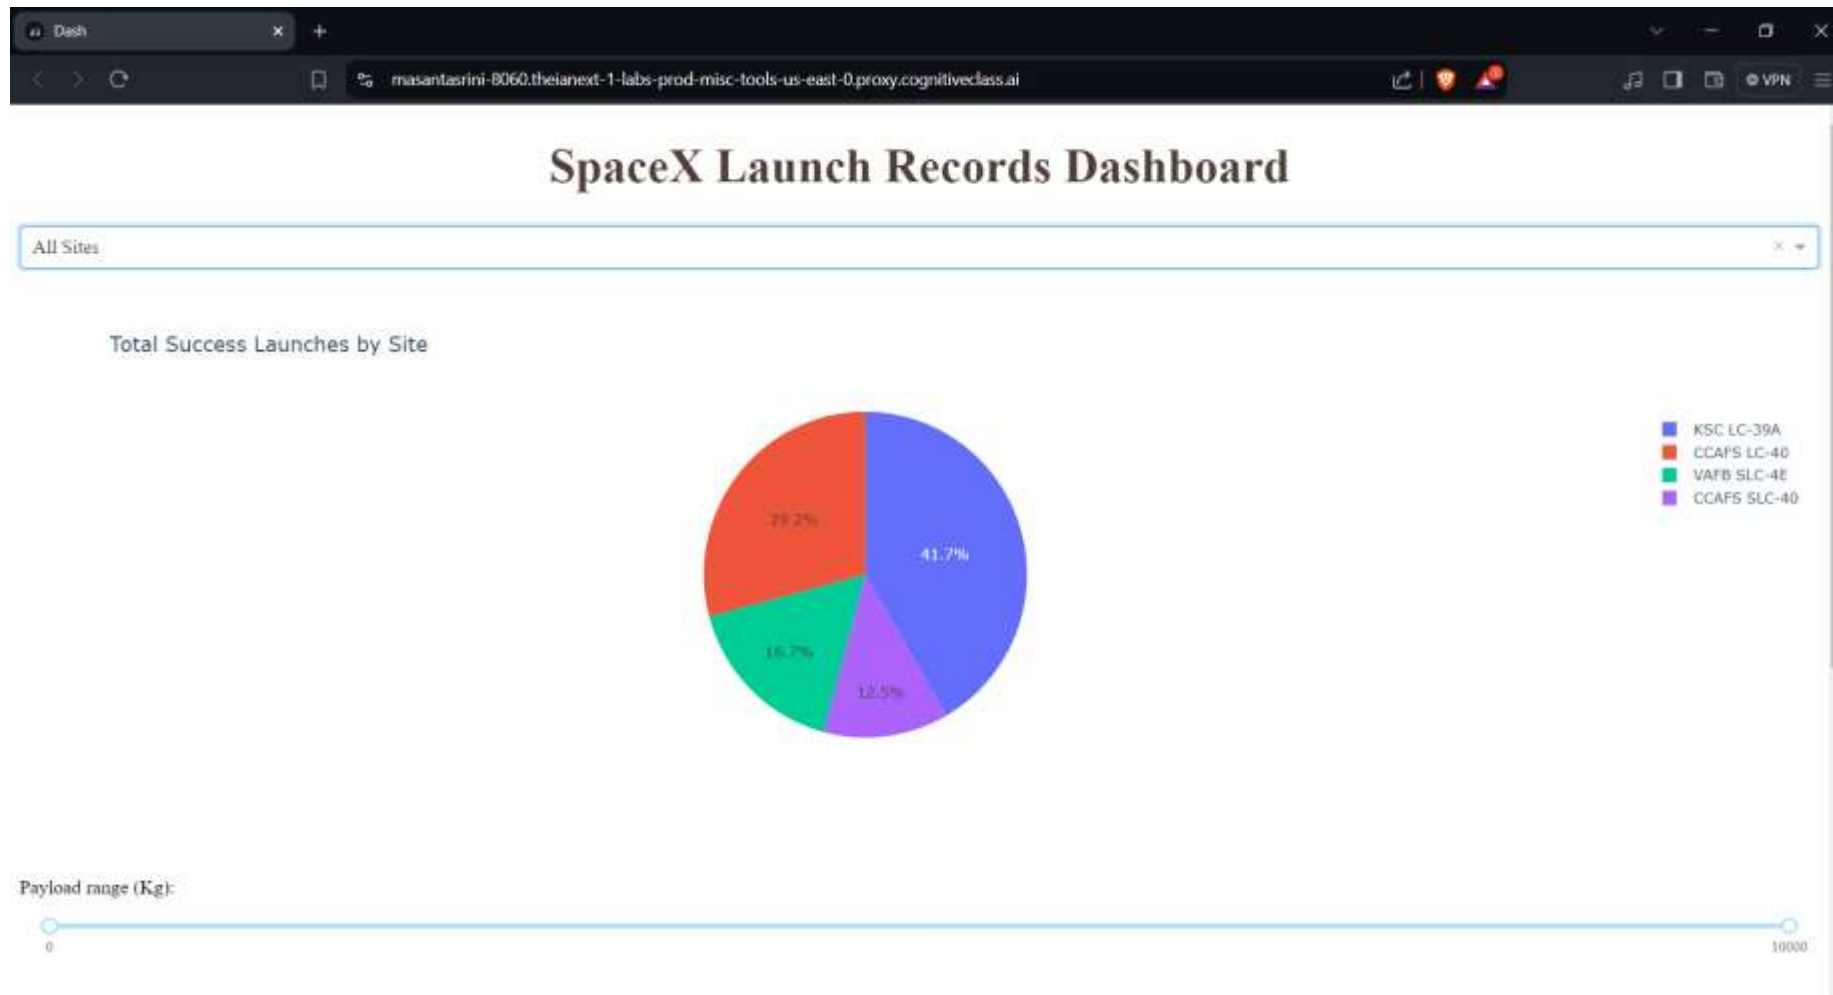 Dash
masantasrini-8060.theianext-1-labs-prod-misc-tools-us-east-0.proxy.cognitiveclass.ai
VPN
SpaceX Launch Records Dashboard
All Sites
Total Success Launches by Site
KSC LC-39A
CCAFS LC-40
VAFB SLC-4E
CCAFS SLC-40
29.2%
41.7%
16.7%
12.5%
Payload range (Kg):
0
10000